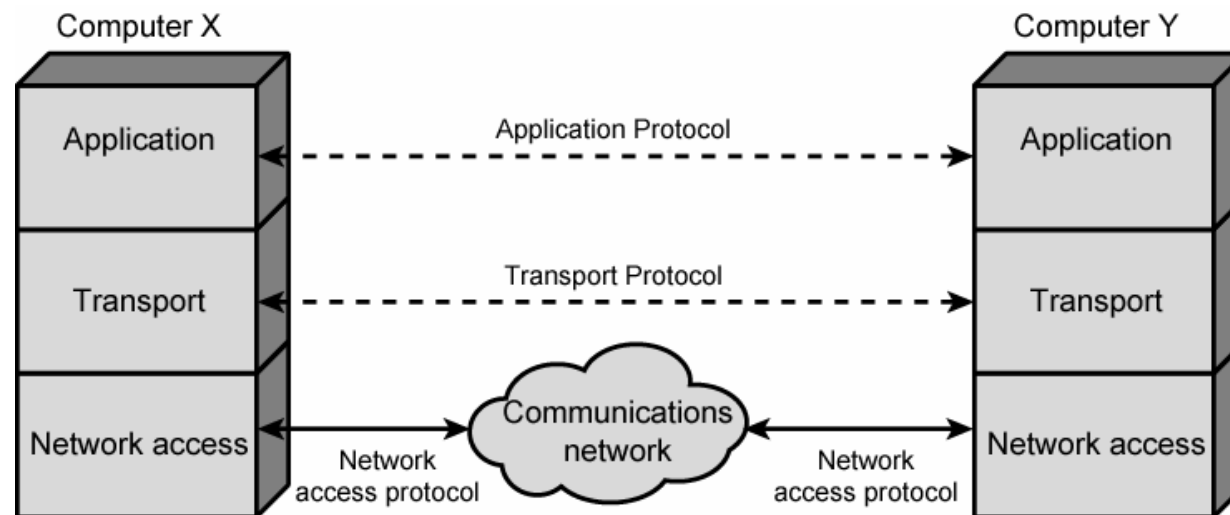 Computer X
Computer Y
Application
Application Protocol
Application
Transport
Transport Protocol
Transport
Network access
Network
access protocol
Communications
network
Network
access protocol
Network access